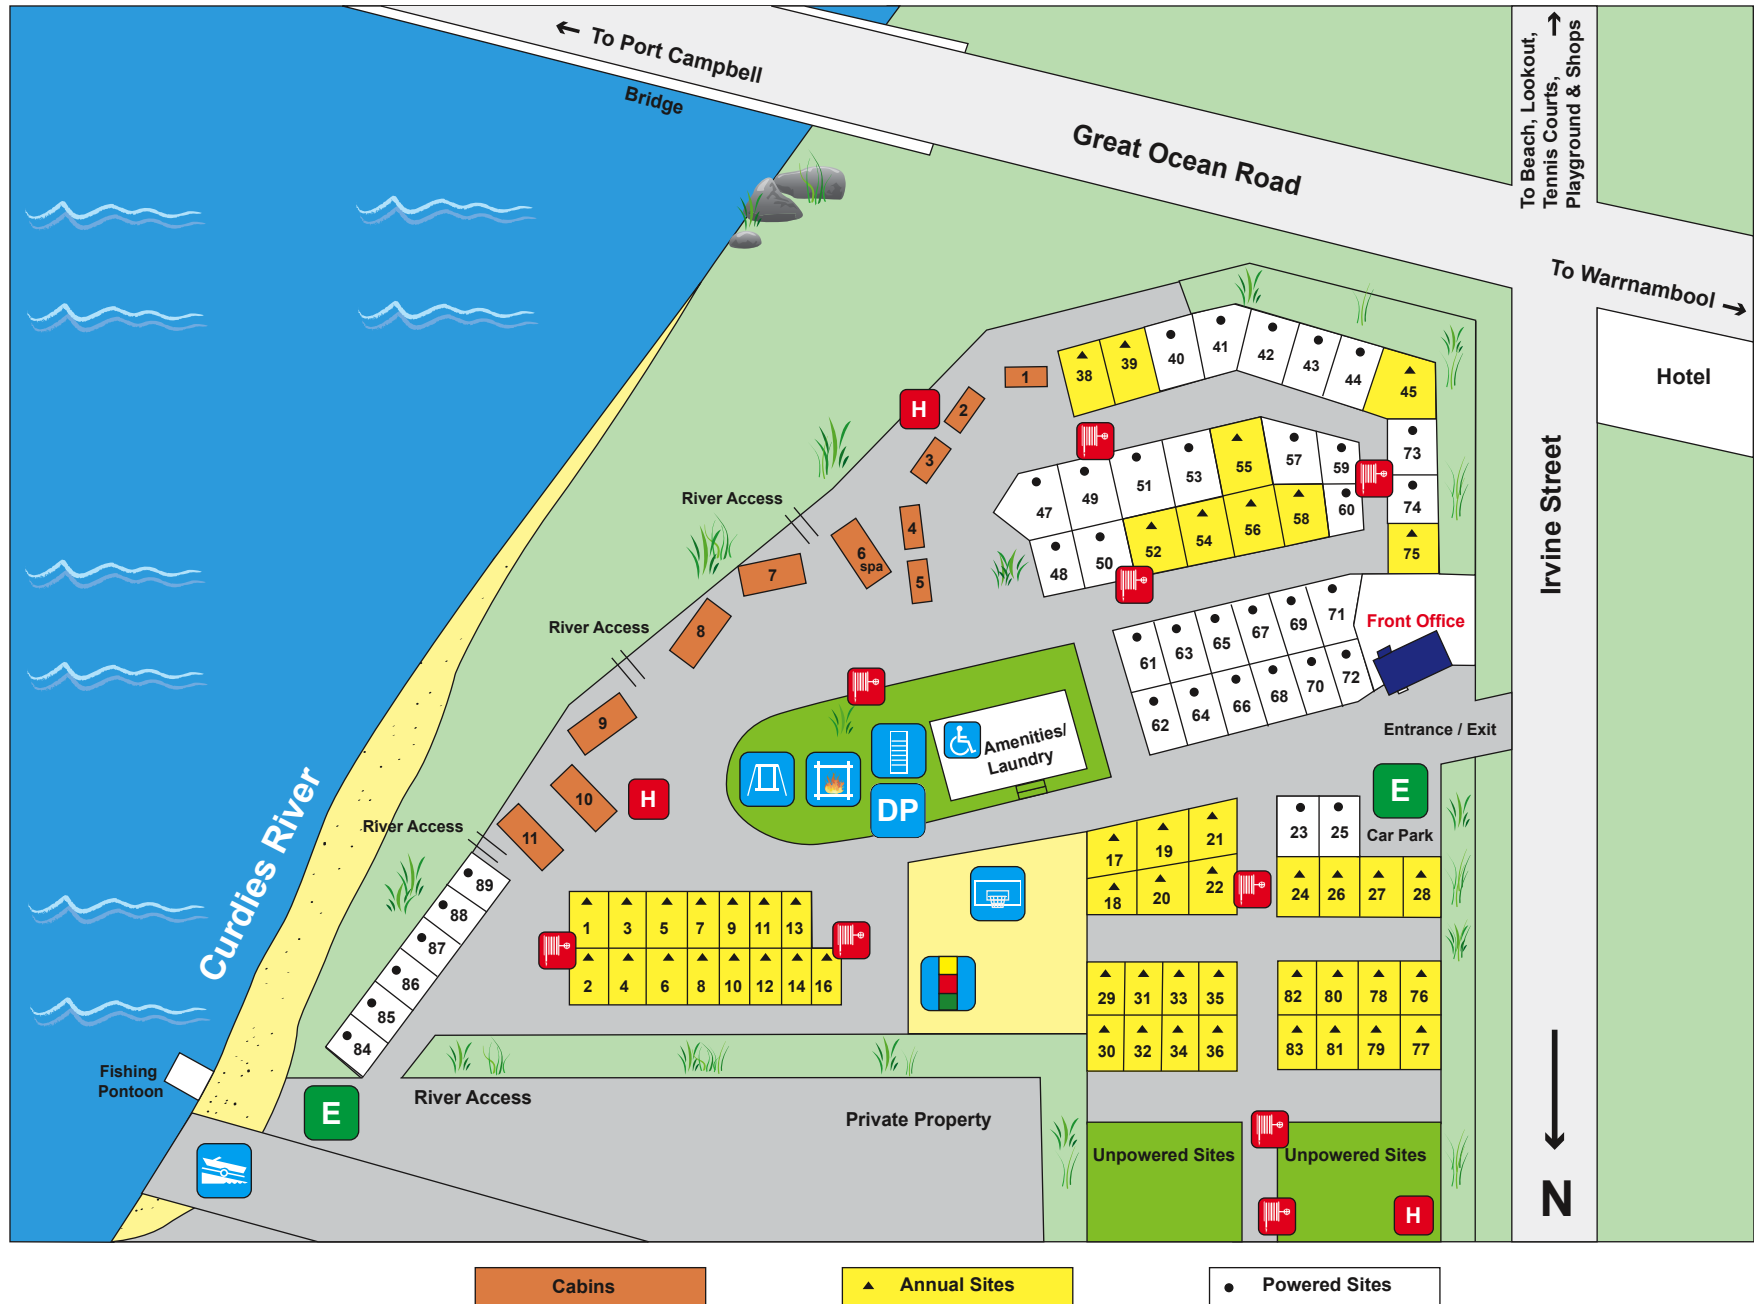 ← To Port Campbell
Bridge
Great Ocean Road
To Beach, Lookout, →
Tennis Courts,
Playground & Shops
To Warrnambool →
Hotel
Irvine Street
N
Curdies River
River Access
River Access
River Access
River Access
Fishing
Pontoon
Private Property
Front Office
Entrance / Exit
Car Park
E
E
H
H
H
Amenities/
Laundry
DP
1
2
3
4
5
6
spa
7
8
9
10
11
38
39
40
41
42
43
44
45
73
74
75
47
49
51
53
55
57
59
48
50
52
54
56
58
60
61
63
65
67
69
71
62
64
66
68
70
72
17
19
21
18
20
22
23
25
24
26
27
28
89
88
87
86
85
84
1
3
5
7
9
11
13
2
4
6
8
10
12
14
16
29
31
33
35
30
32
34
36
82
80
78
76
83
81
79
77
Unpowered Sites
Unpowered Sites
Cabins
Annual Sites
Powered Sites